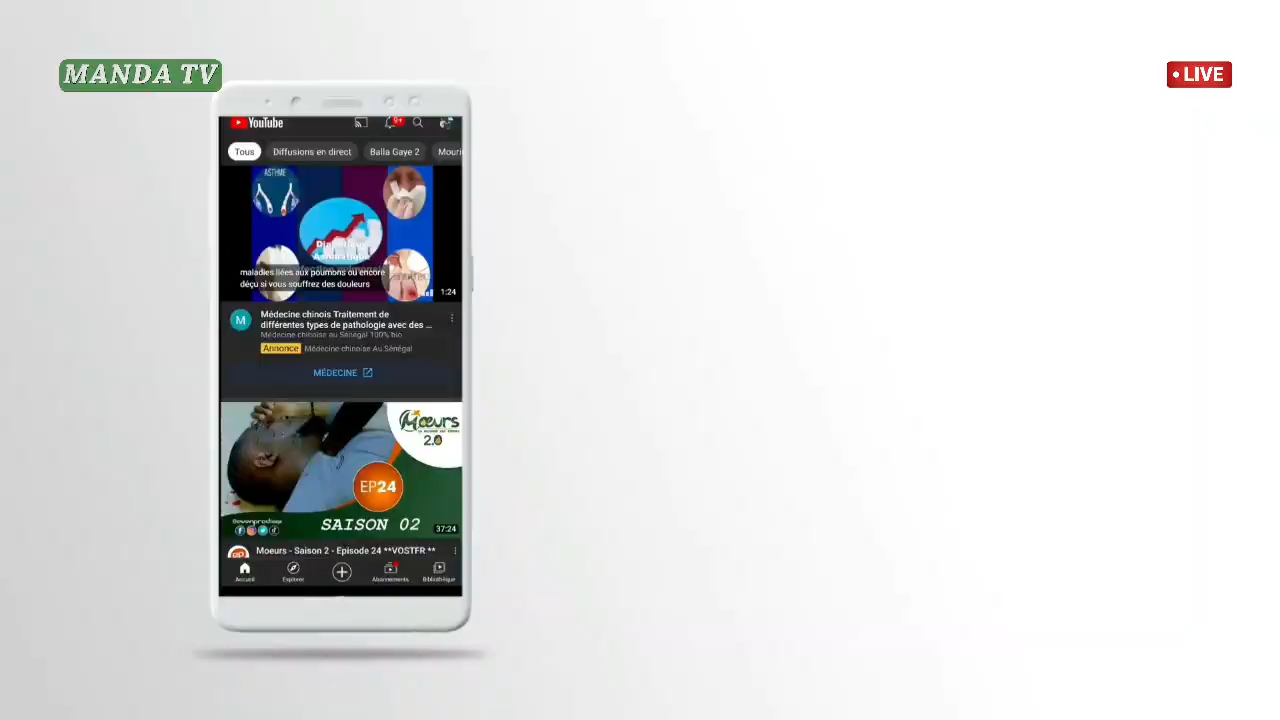 MANDA TV
LIVE
YouTube
9+
Tous
Diffusions en direct
Balla Gaye 2
Mouri
ASTHME
maladies liées aux poumons ou encore
déçu si vous souffrez des douleurs
1:24
M
Médecine chinois Traitement de
différentes types de pathologie avec des ...
Médecine chinoise au Sénégal 100% bio
Annonce Médecine chinoise Au Sénégal
MÉDECINE
Mœurs
2.0
EP24
SAISON 02
37:24
Moeurs - Saison 2 - Episode 24 **VOSTFR **
Accueil
Explorer
Abonnements
Bibliothèque